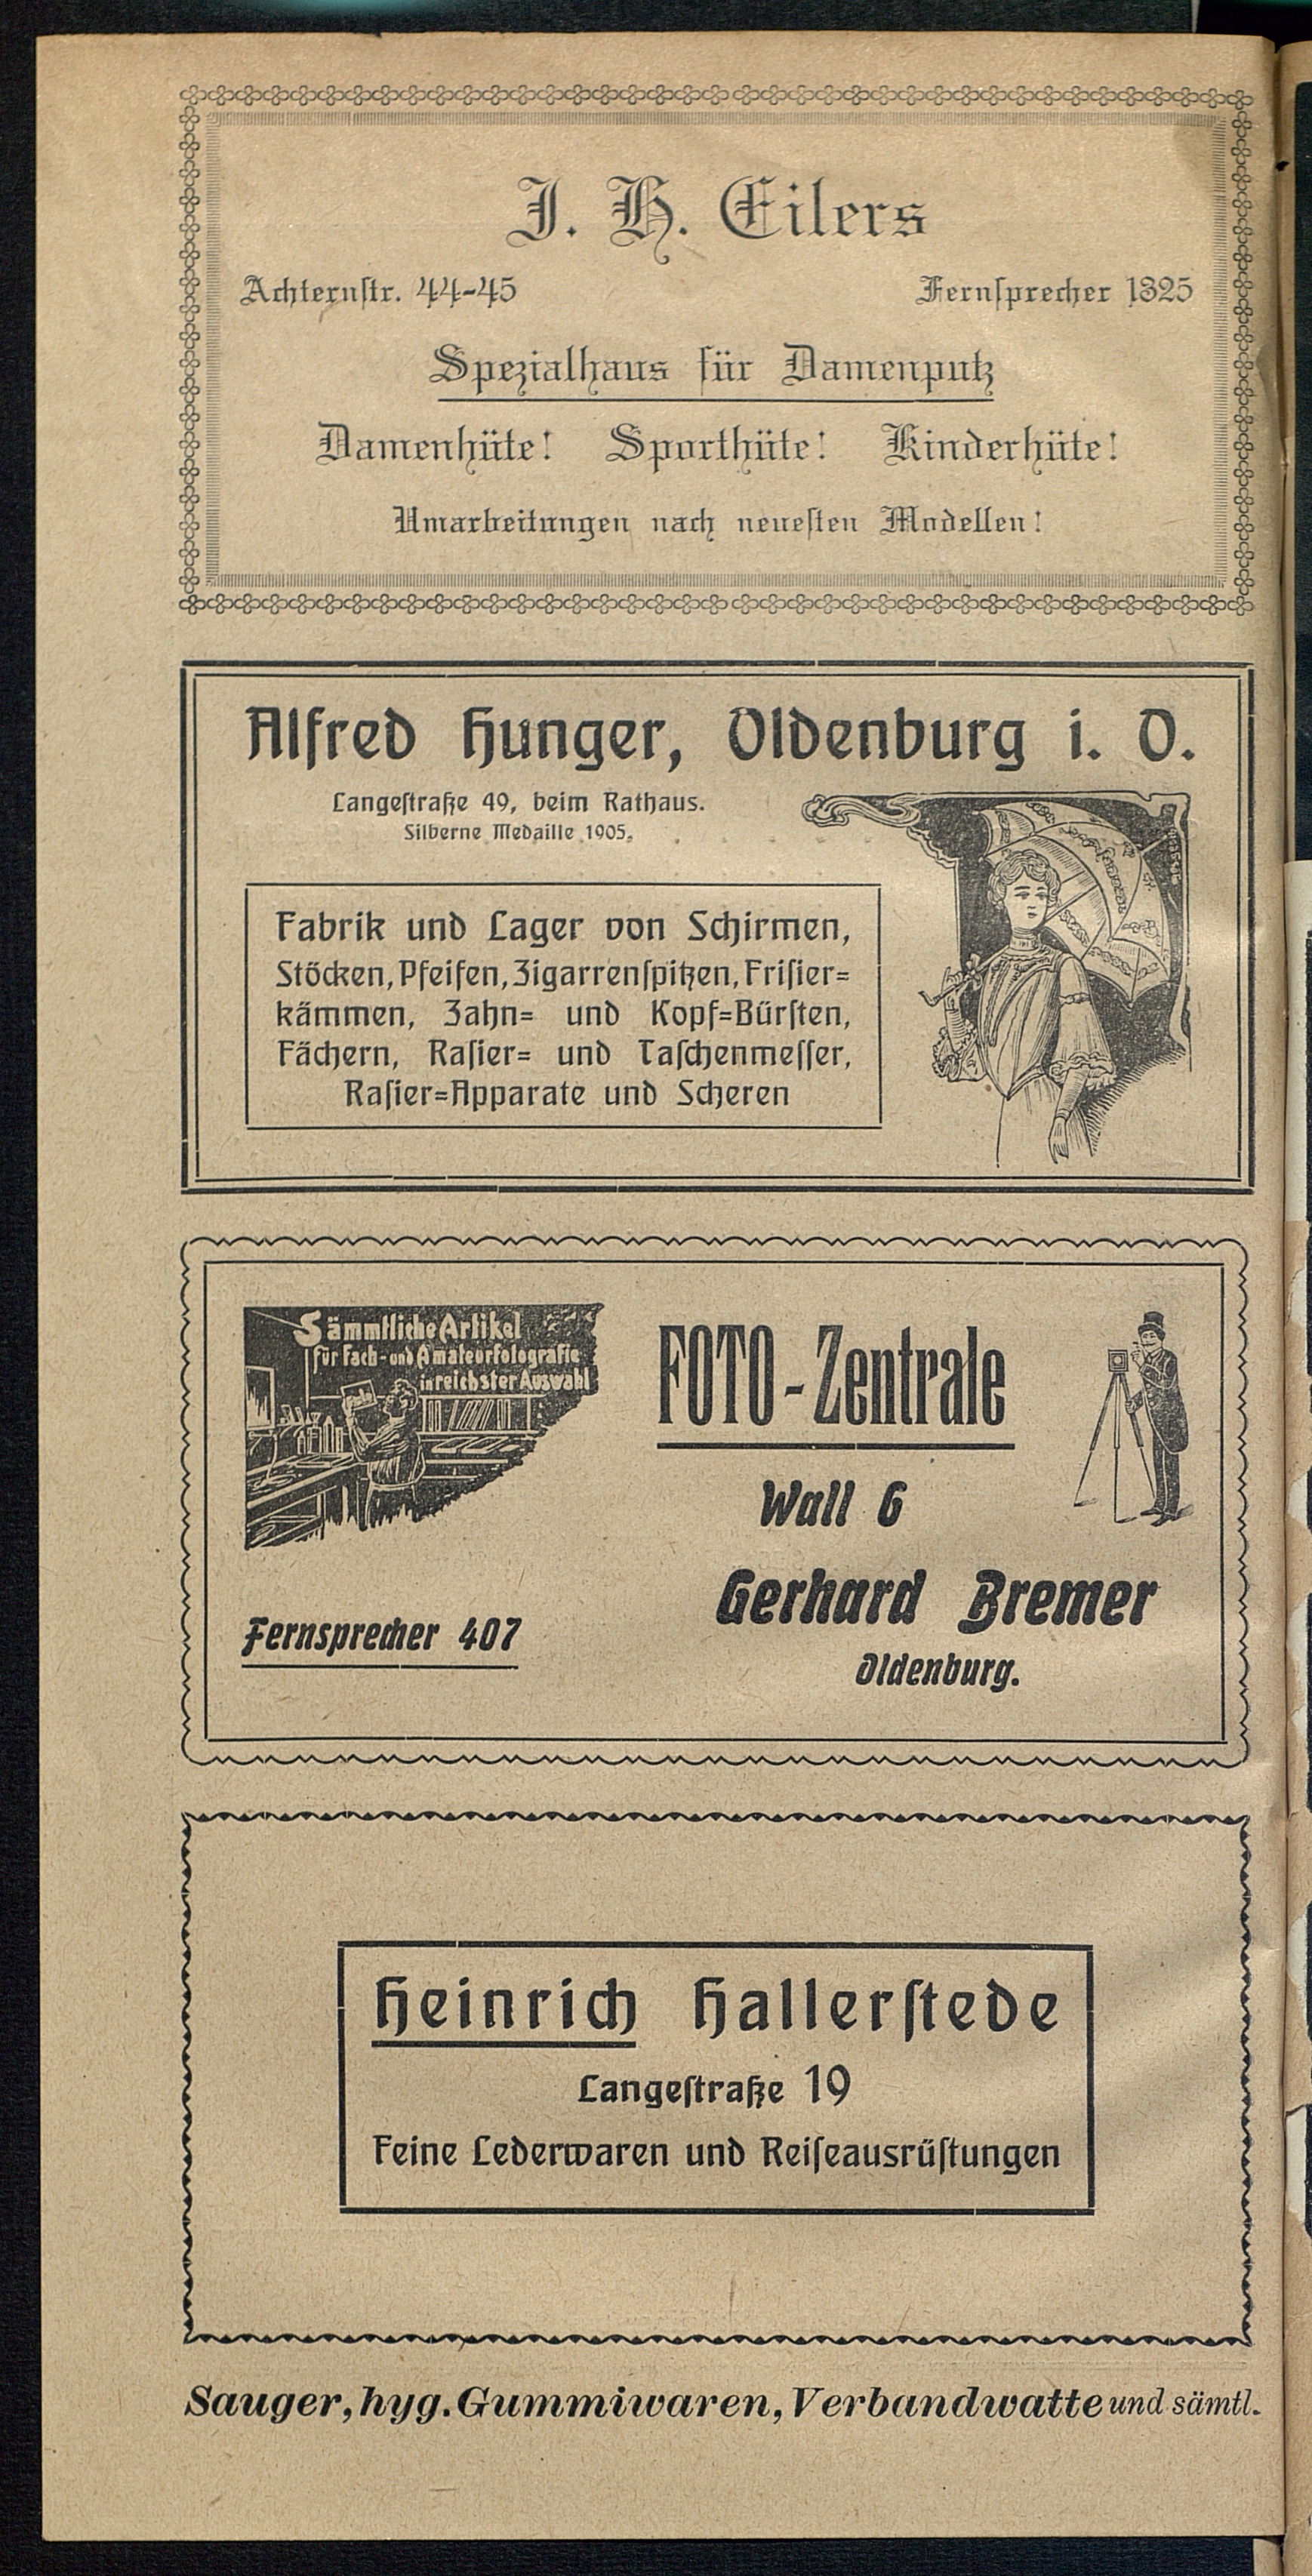 J. H. Eilers
Achternstr. 44-45 Fernsprecher 1325
Spezialhaus für Damenputz
Damenhüte! Sporthüte! Kinderhüte!
Umarbeitungen nach neuesten Modellen!
Alfred Hunger, Oldenburg i. O.
Langeſtraße 49, beim Rathaus.
Silberne Medaille 1905.
Fabrik und Lager von Schirmen,
Stöcken, Pfeifen, Zigarrenſpitzen, Friſier=
kämmen, Zahn= und Kopf=Bürſten,
Fächern, Raſier= und Taſchenmeſſer,
Raſier=Apparate und Scheren
Sämmtliche Artikel
für Fach- und Amateurfotografie
in reichster Auswahl
FOTO-Zentrale
Wall 6
Gerhard Bremer
Oldenburg.
Fernsprecher 407
Heinrich Hallerſtede
Langeſtraße 19
Feine Lederwaren und Reiſeausrüſtungen
Sauger, hyg. Gummiwaren, Verbandwatte und sämtl.